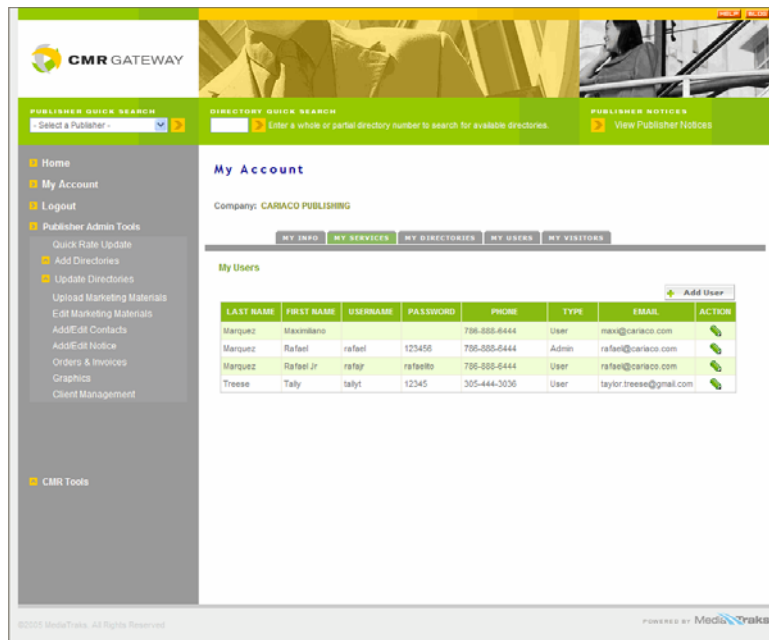 HELP BLOG
CMR GATEWAY
PUBLISHER QUICK SEARCH
- Select a Publisher -
DIRECTORY QUICK SEARCH
Enter a whole or partial directory number to search for available directories.
PUBLISHER NOTICES
View Publisher Notices
Home
My Account
Logout
Publisher Admin Tools
Quick Rate Update
Add Directories
Update Directories
Upload Marketing Materials
Edit Marketing Materials
Add/Edit Contacts
Add/Edit Notice
Orders & Invoices
Graphics
Client Management
CMR Tools
My Account
Company: CARIACO PUBLISHING
MY INFO MY SERVICES MY DIRECTORIES MY USERS MY VISITORS
My Users
Add User
LAST NAME FIRST NAME USERNAME PASSWORD PHONE TYPE EMAIL ACTION
Marquez Maximiliano 786-888-6444 User maxi@cariaco.com
Marquez Rafael rafael 123456 786-888-6444 Admin rafael@cariaco.com
Marquez Rafael Jr rafajr rafaelito 786-888-6444 User rafael@cariaco.com
Treese Tally tallyt 12345 305-444-3036 User taylor.treese@gmail.com
©2005 MediaTraks. All Rights Reserved
POWERED BY MediaTraks